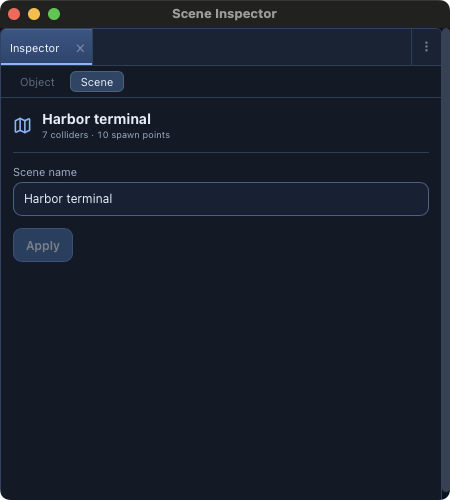 Scene Inspector
Inspector
Object Scene
Harbor terminal
7 colliders · 10 spawn points
Scene name
Harbor terminal
Apply